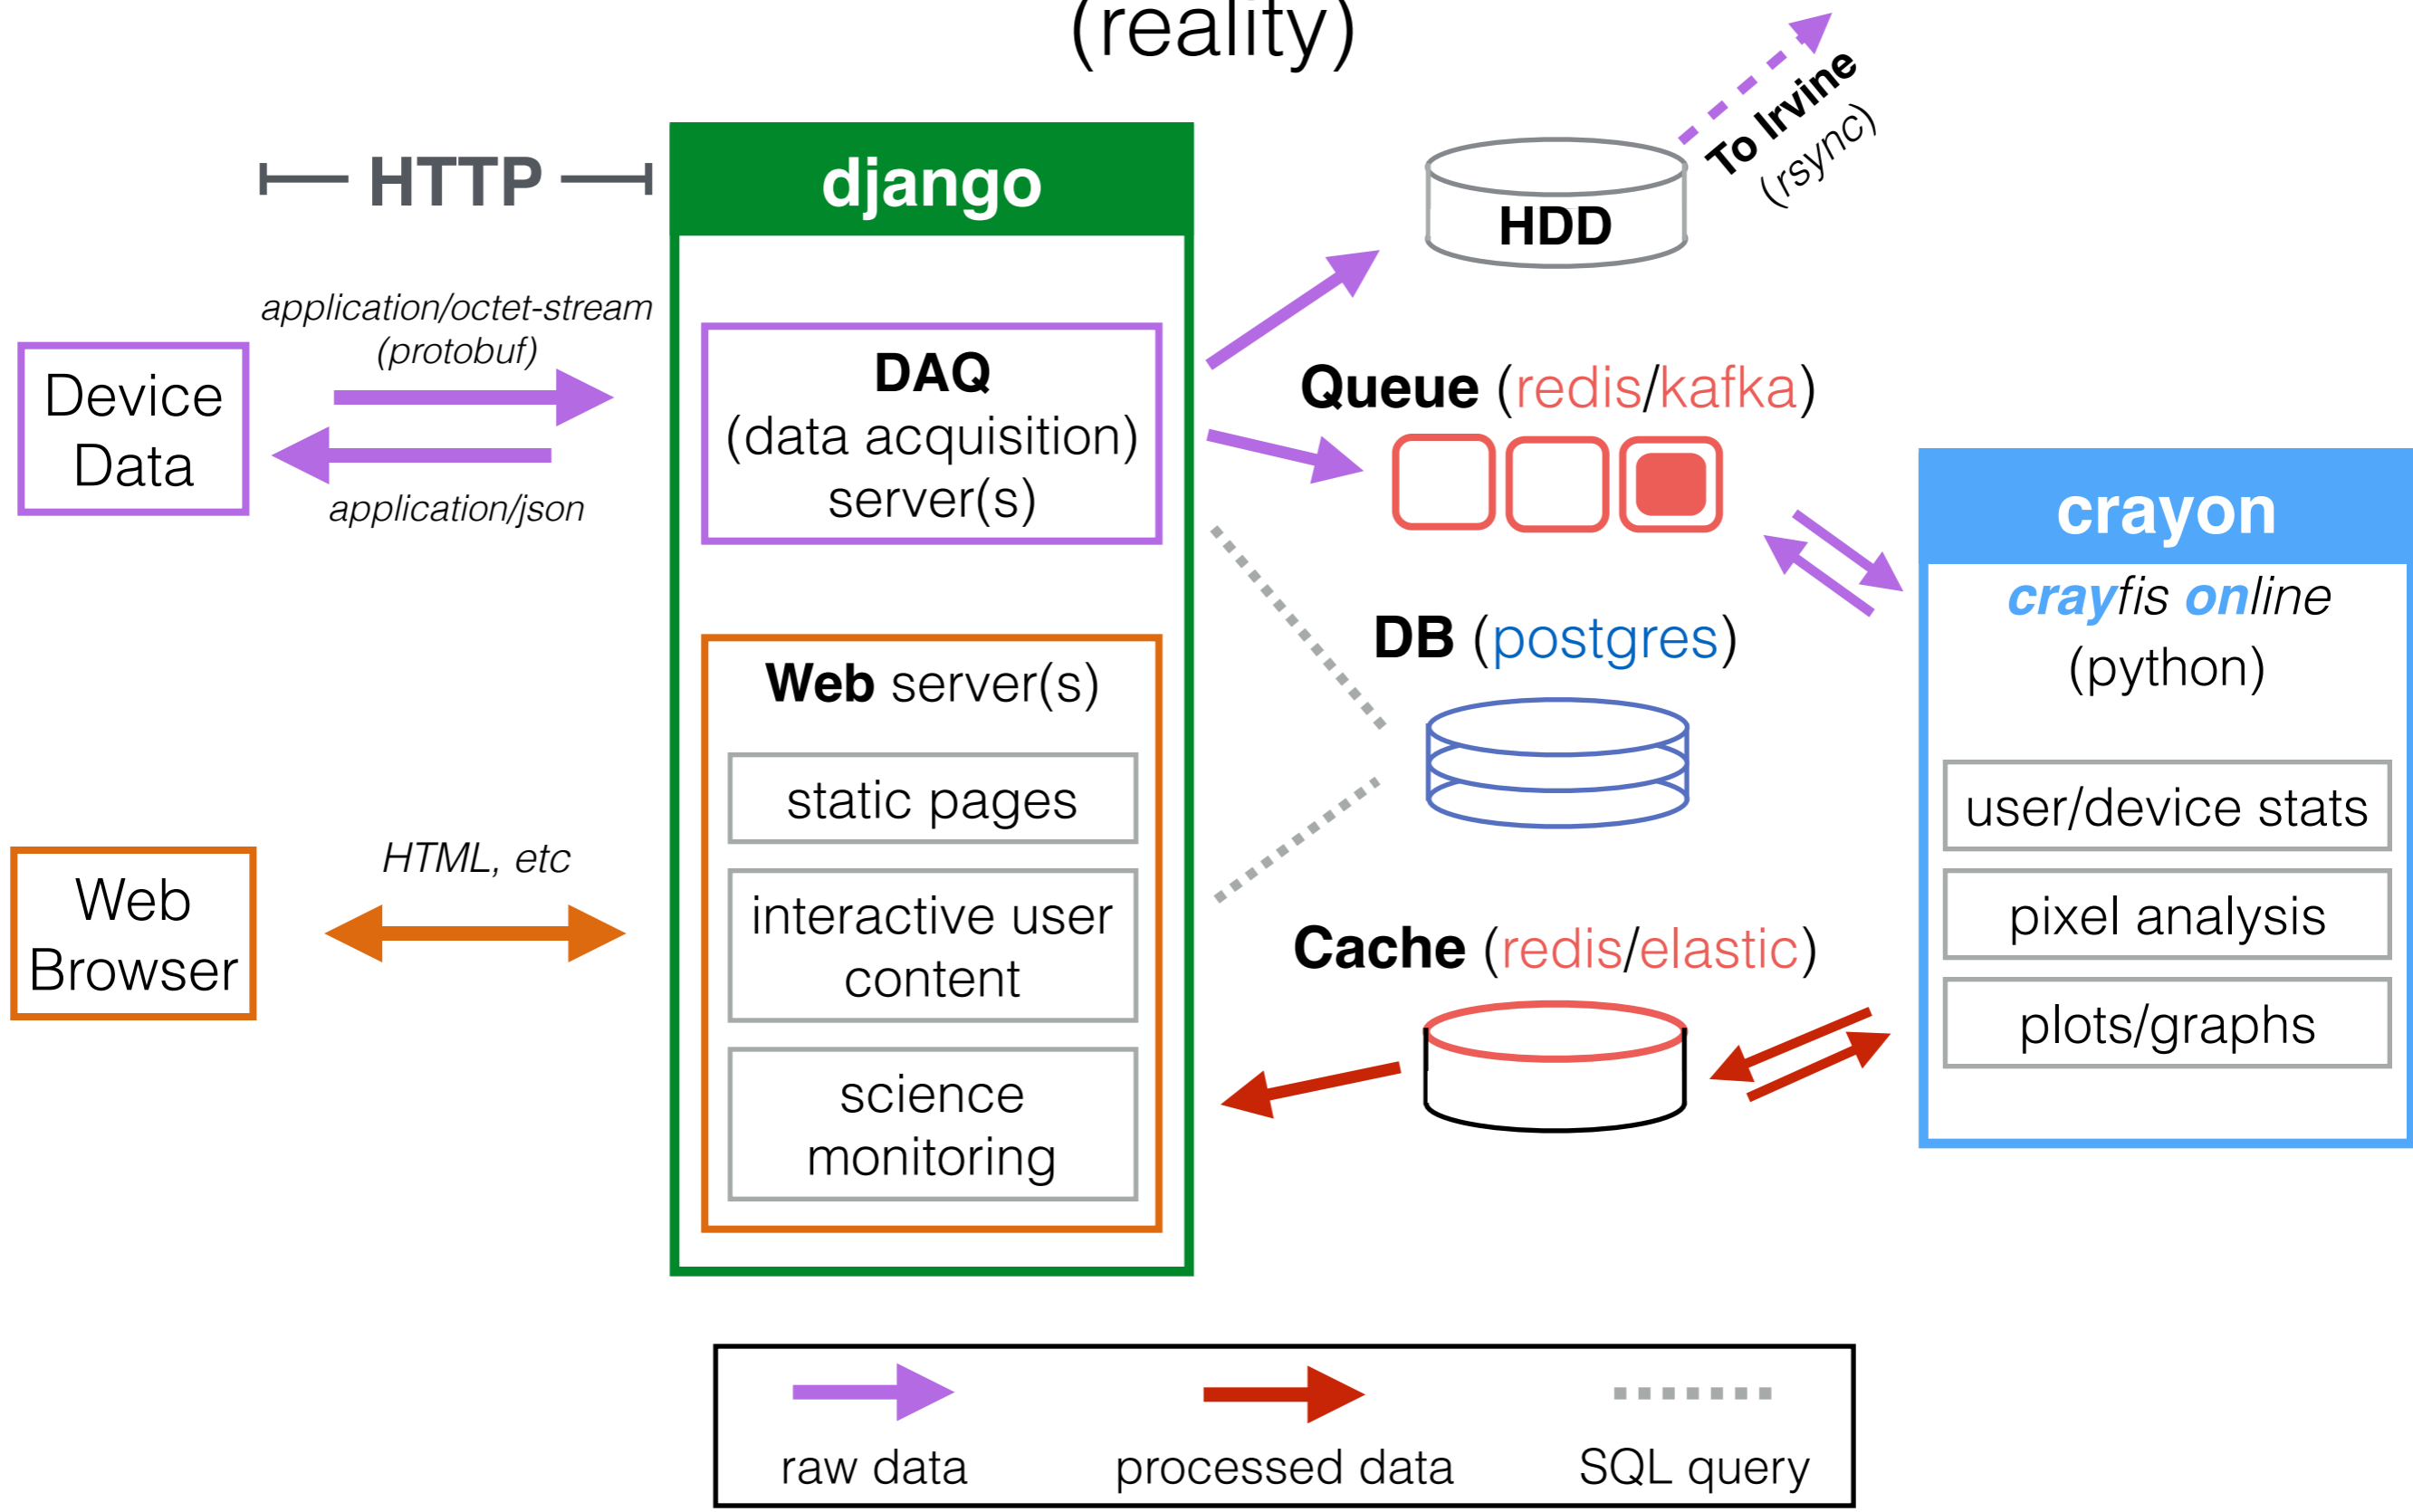 (reality)
To Irvine
(rsync)
HTTP
django
HDD
application/octet-stream
(protobuf)
Device
Data
application/json
DAQ
(data acquisition)
server(s)
Queue (redis/kafka)
crayon
crayfis online
(python)
DB (postgres)
Web server(s)
static pages
interactive user
content
science
monitoring
user/device stats
pixel analysis
plots/graphs
HTML, etc
Web
Browser
Cache (redis/elastic)
raw data
processed data
SQL query